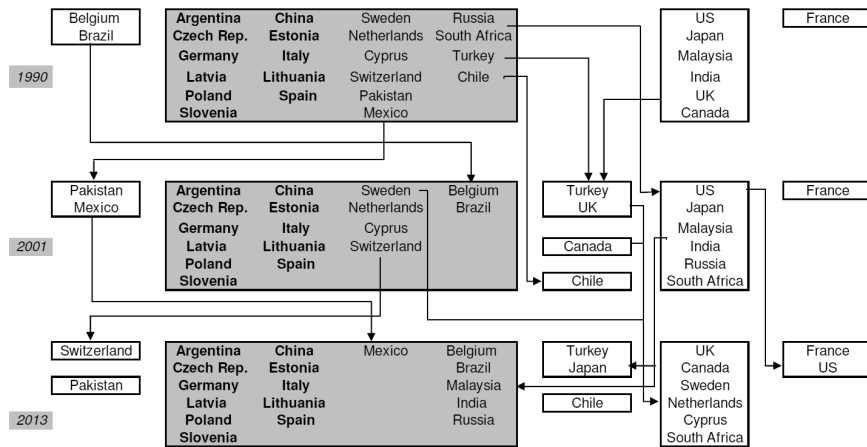 Belgium
Brazil
Argentina China Sweden Russia
Czech Rep. Estonia Netherlands South Africa
Germany Italy Cyprus Turkey
Latvia Lithuania Switzerland Chile
Poland Spain Pakistan
Slovenia Mexico
US
Japan
Malaysia
India
UK
Canada
France
1990
Pakistan
Mexico
Argentina China Sweden Belgium
Czech Rep. Estonia Netherlands Brazil
Germany Italy Cyprus
Latvia Lithuania Switzerland
Poland Spain
Slovenia
Turkey
UK
Canada
Chile
US
Japan
Malaysia
India
Russia
South Africa
France
2001
Switzerland
Pakistan
Argentina China Mexico Belgium
Czech Rep. Estonia Brazil
Germany Italy Malaysia
Latvia Lithuania India
Poland Spain Russia
Slovenia
Turkey
Japan
Chile
UK
Canada
Sweden
Netherlands
Cyprus
South Africa
France
US
2013